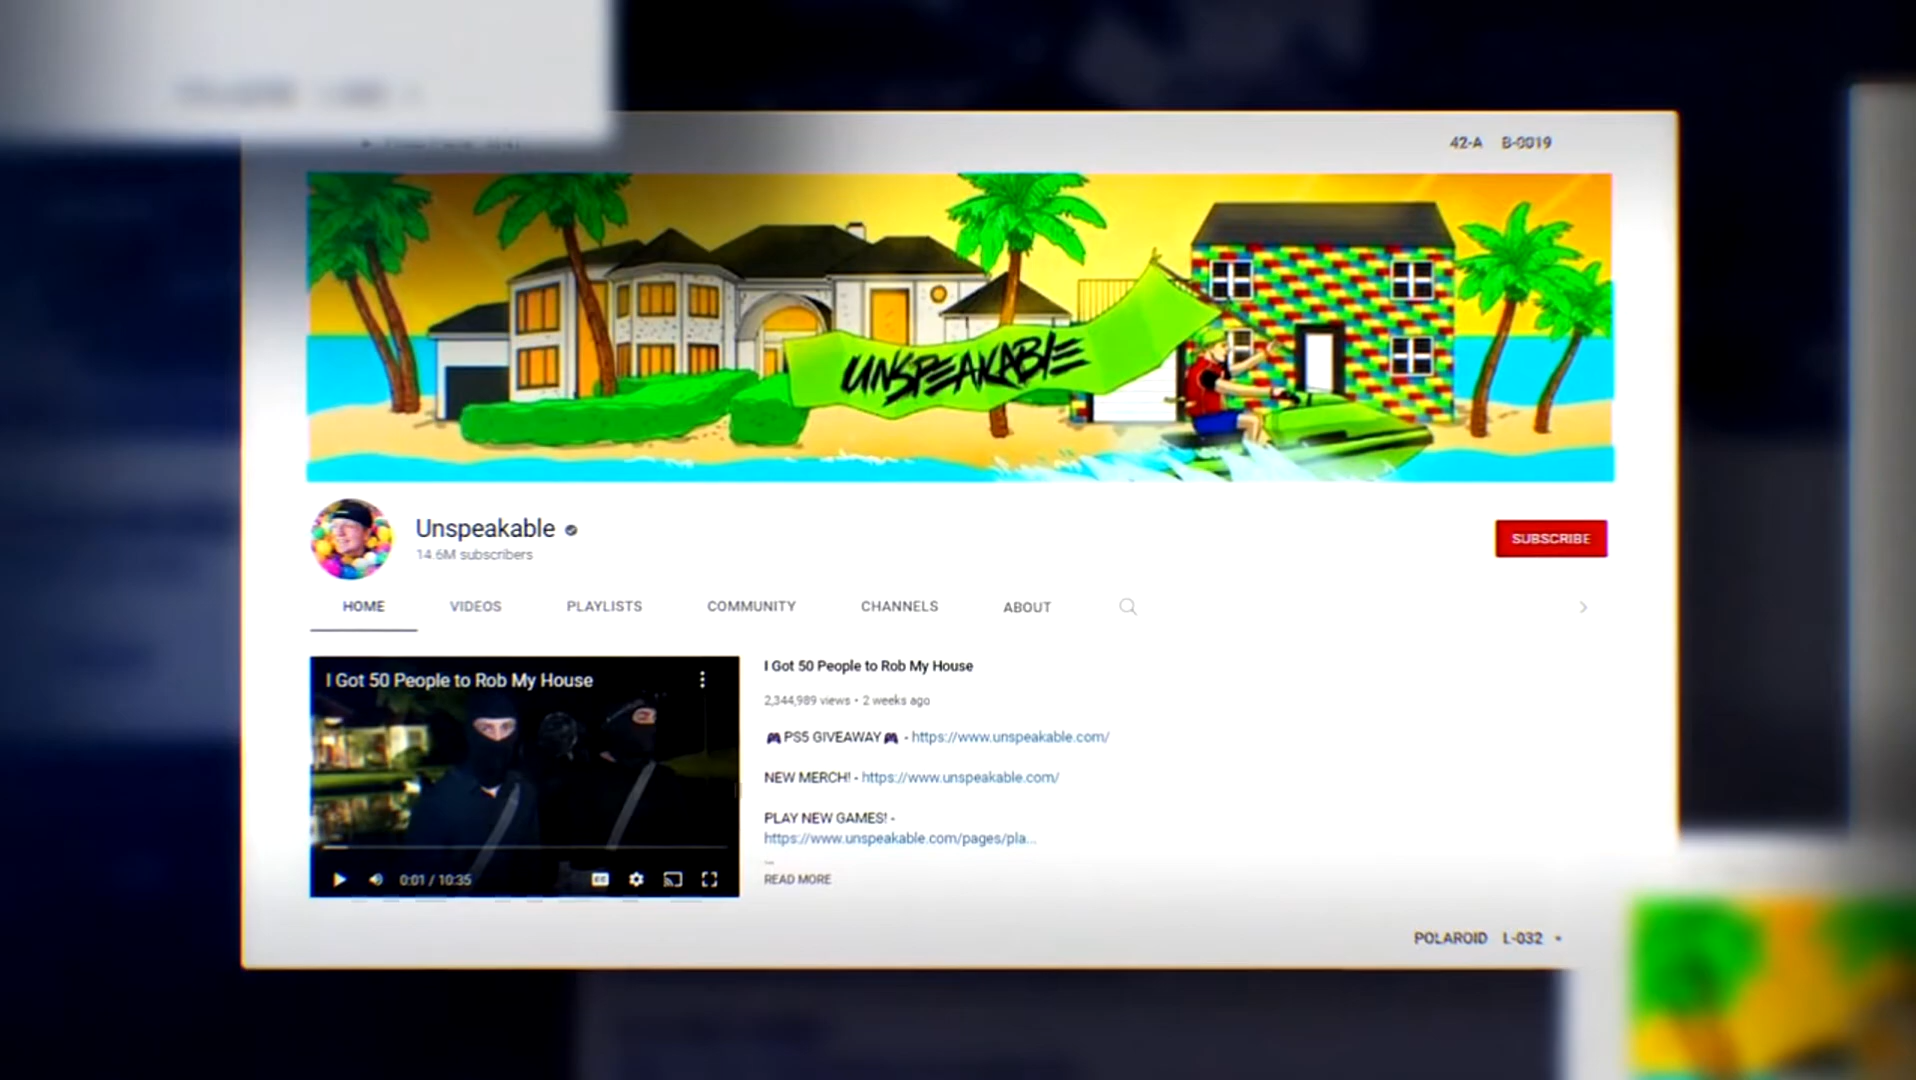 42-A B-0019
UNSPEAKABLE
Unspeakable
14.6M subscribers
SUBSCRIBE
HOME VIDEOS PLAYLISTS COMMUNITY CHANNELS ABOUT
I Got 50 People to Rob My House
0:01 / 10:35
I Got 50 People to Rob My House
2,344,989 views • 2 weeks ago
🎮 PS5 GIVEAWAY 🎮 - https://www.unspeakable.com/
NEW MERCH! - https://www.unspeakable.com/
PLAY NEW GAMES! -
https://www.unspeakable.com/pages/pla...
...
READ MORE
POLAROID L-032